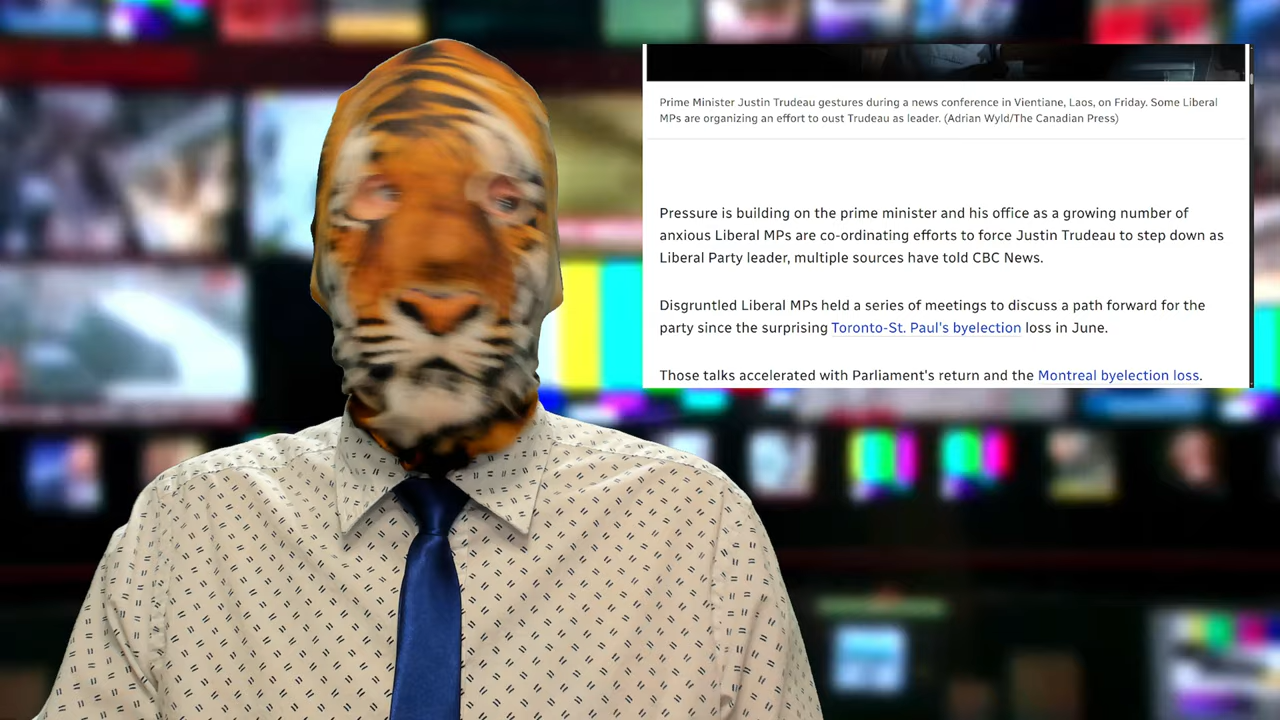 Prime Minister Justin Trudeau gestures during a news conference in Vientiane, Laos, on Friday. Some Liberal
MPs are organizing an effort to oust Trudeau as leader. (Adrian Wyld/The Canadian Press)
Pressure is building on the prime minister and his office as a growing number of
anxious Liberal MPs are co-ordinating efforts to force Justin Trudeau to step down as
Liberal Party leader, multiple sources have told CBC News.
Disgruntled Liberal MPs held a series of meetings to discuss a path forward for the
party since the surprising Toronto-St. Paul's byelection loss in June.
Those talks accelerated with Parliament's return and the Montreal byelection loss.